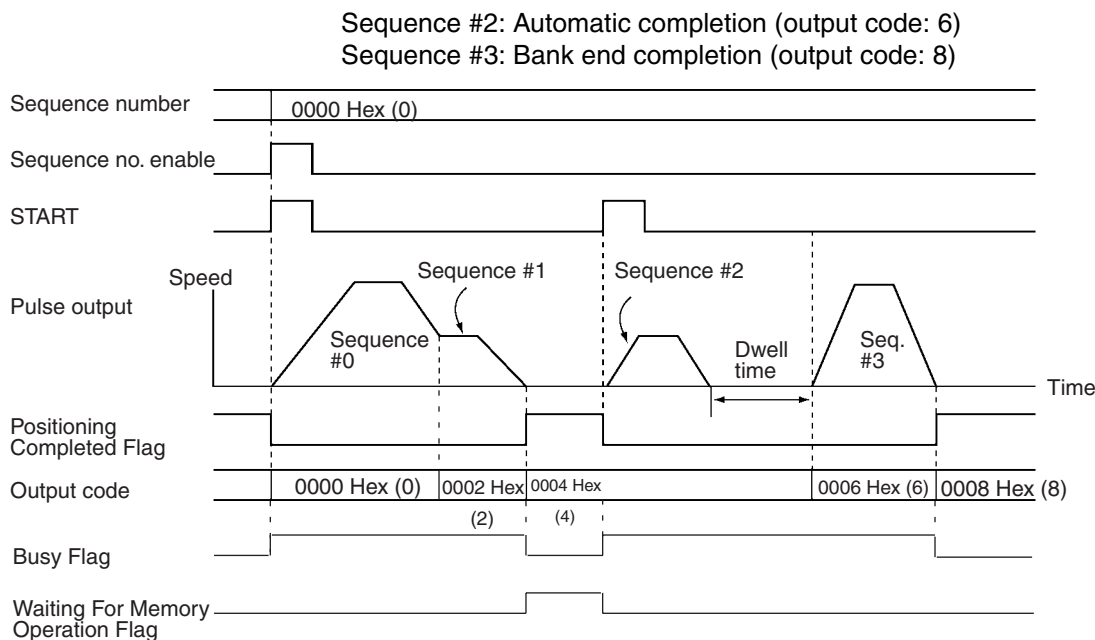 Sequence #2: Automatic completion (output code: 6)
Sequence #3: Bank end completion (output code: 8)
Sequence number
0000 Hex (0)
Sequence no. enable
START
Speed
Sequence #1
Sequence #2
Pulse output
Sequence
#0
Dwell
time
Seq.
#3
Time
Positioning
Completed Flag
Output code
0000 Hex (0)
0002 Hex
(2)
0004 Hex
(4)
0006 Hex (6)
0008 Hex (8)
Busy Flag
Waiting For Memory
Operation Flag